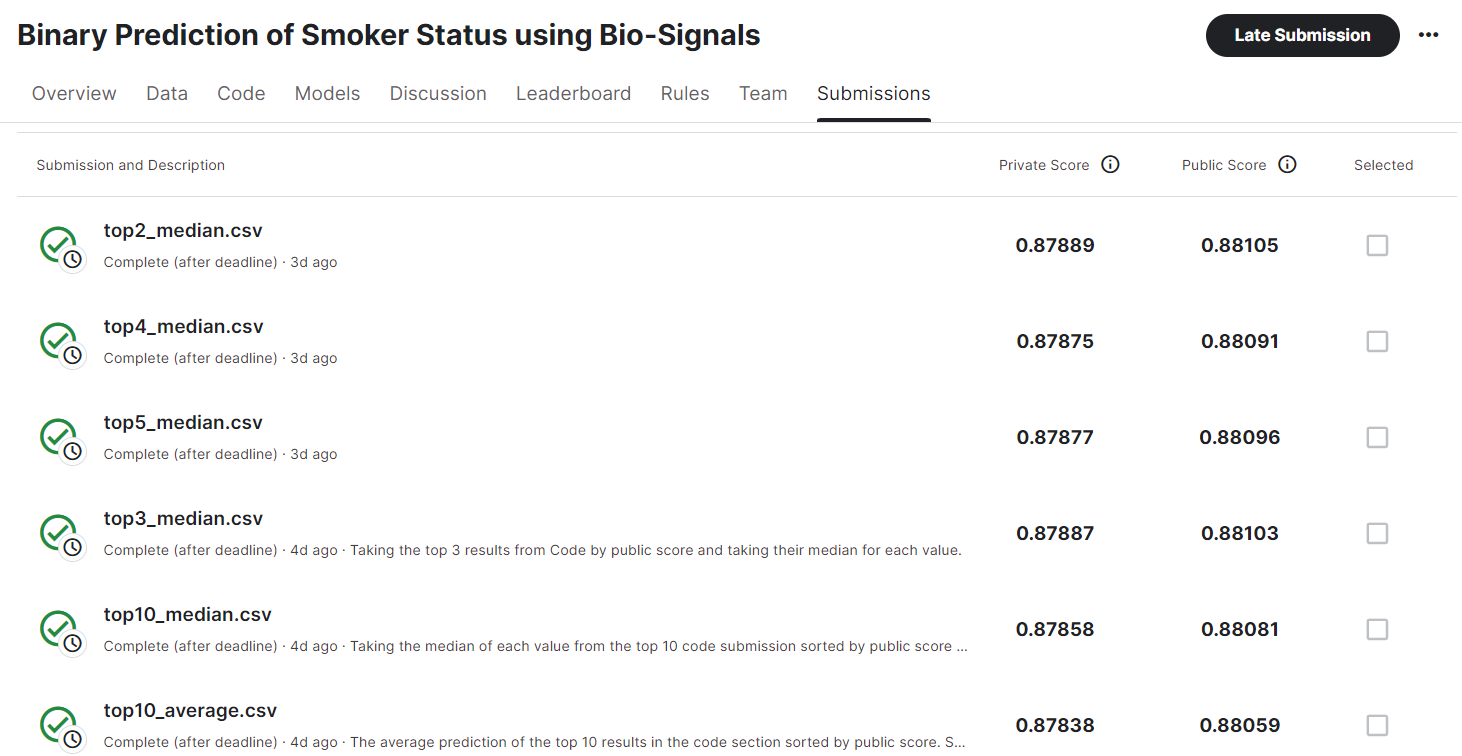 Binary Prediction of Smoker Status using Bio-Signals
Late Submission
Overview Data Code Models Discussion Leaderboard Rules Team Submissions
Submission and Description Private Score Public Score Selected
top2_median.csv
Complete (after deadline) · 3d ago
0.87889 0.88105
top4_median.csv
Complete (after deadline) · 3d ago
0.87875 0.88091
top5_median.csv
Complete (after deadline) · 3d ago
0.87877 0.88096
top3_median.csv
Complete (after deadline) · 4d ago · Taking the top 3 results from Code by public score and taking their median for each value.
0.87887 0.88103
top10_median.csv
Complete (after deadline) · 4d ago · Taking the median of each value from the top 10 code submission sorted by public score ...
0.87858 0.88081
top10_average.csv
Complete (after deadline) · 4d ago · The average prediction of the top 10 results in the code section sorted by public score. S...
0.87838 0.88059